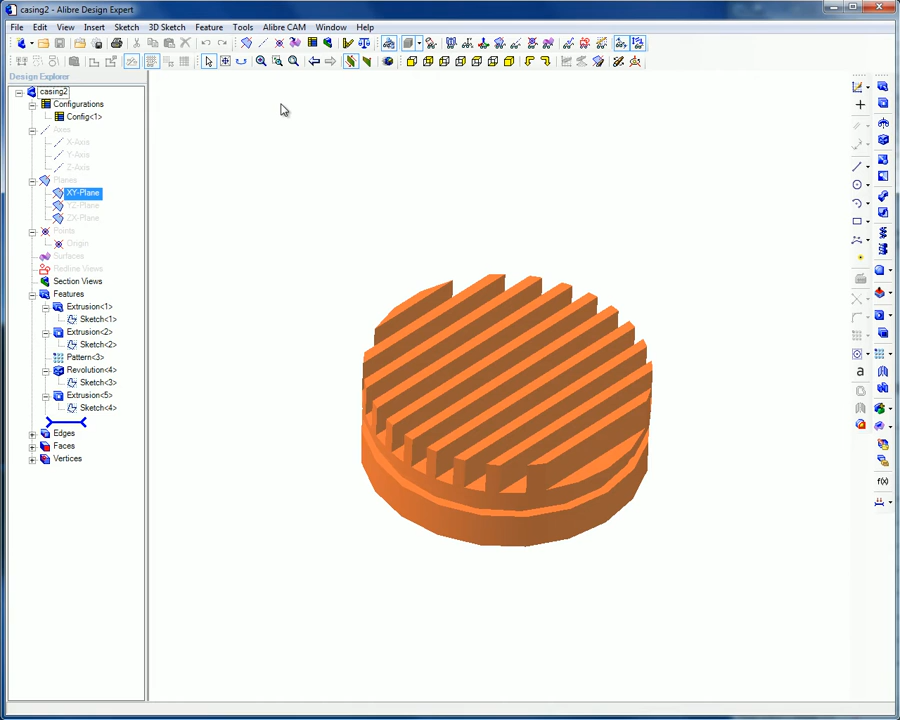 casing2 - Alibre Design Expert
File Edit View Insert Sketch 3D Sketch Feature Tools Alibre CAM Window Help
Design Explorer
casing2
Configurations
Config<1>
Axes
X-Axis
Y-Axis
Z-Axis
Planes
XY-Plane
YZ-Plane
ZX-Plane
Points
Origin
Surfaces
Redline Views
Section Views
Features
Extrusion<1>
Sketch<1>
Extrusion<2>
Sketch<2>
Pattern<3>
Revolution<4>
Sketch<3>
Extrusion<5>
Sketch<4>
Edges
Faces
Vertices
a
f(x)